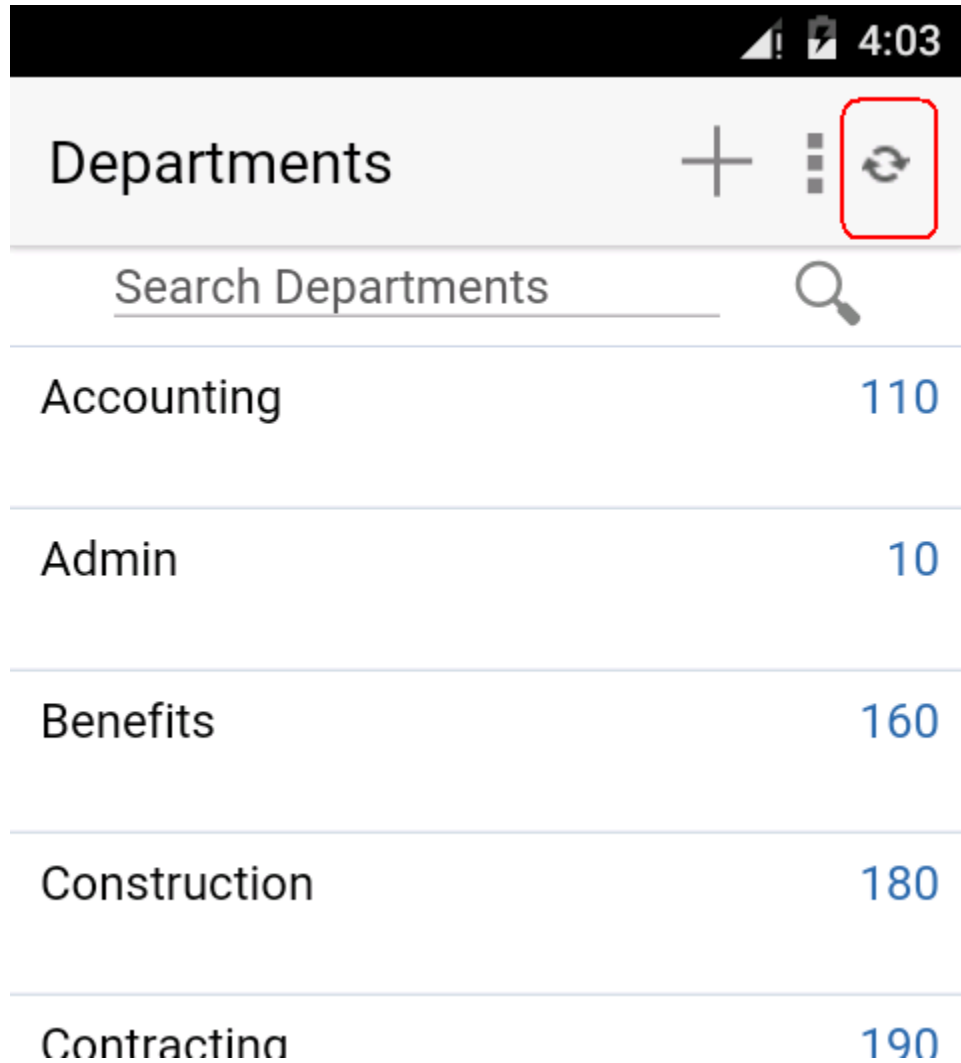 4:03
Departments
Search Departments
Accounting 110
Admin 10
Benefits 160
Construction 180
Contracting 190